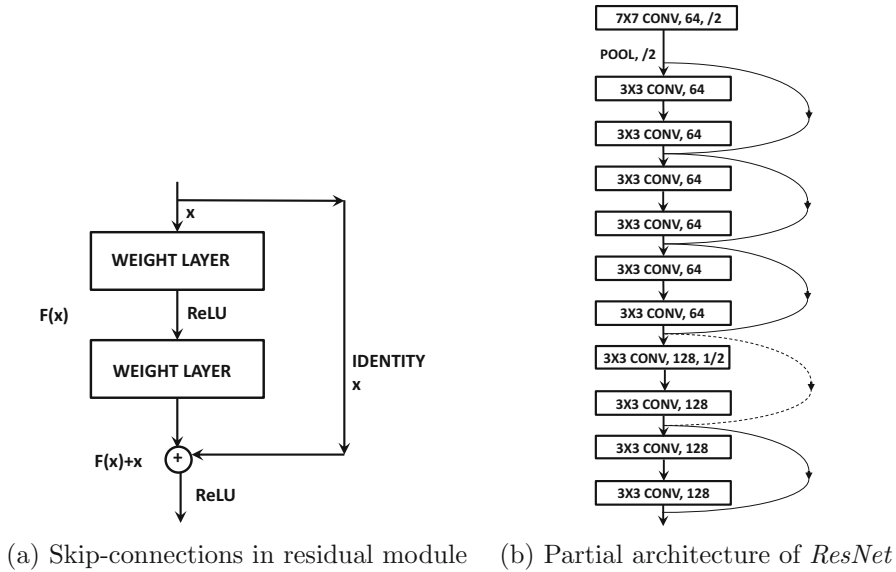 x
WEIGHT LAYER
F(x)
ReLU
WEIGHT LAYER
IDENTITY
x
F(x)+x
+
ReLU
(a) Skip-connections in residual module
7X7 CONV, 64, /2
POOL, /2
3X3 CONV, 64
3X3 CONV, 64
3X3 CONV, 64
3X3 CONV, 64
3X3 CONV, 64
3X3 CONV, 64
3X3 CONV, 128, 1/2
3X3 CONV, 128
3X3 CONV, 128
3X3 CONV, 128
(b) Partial architecture of ResNet